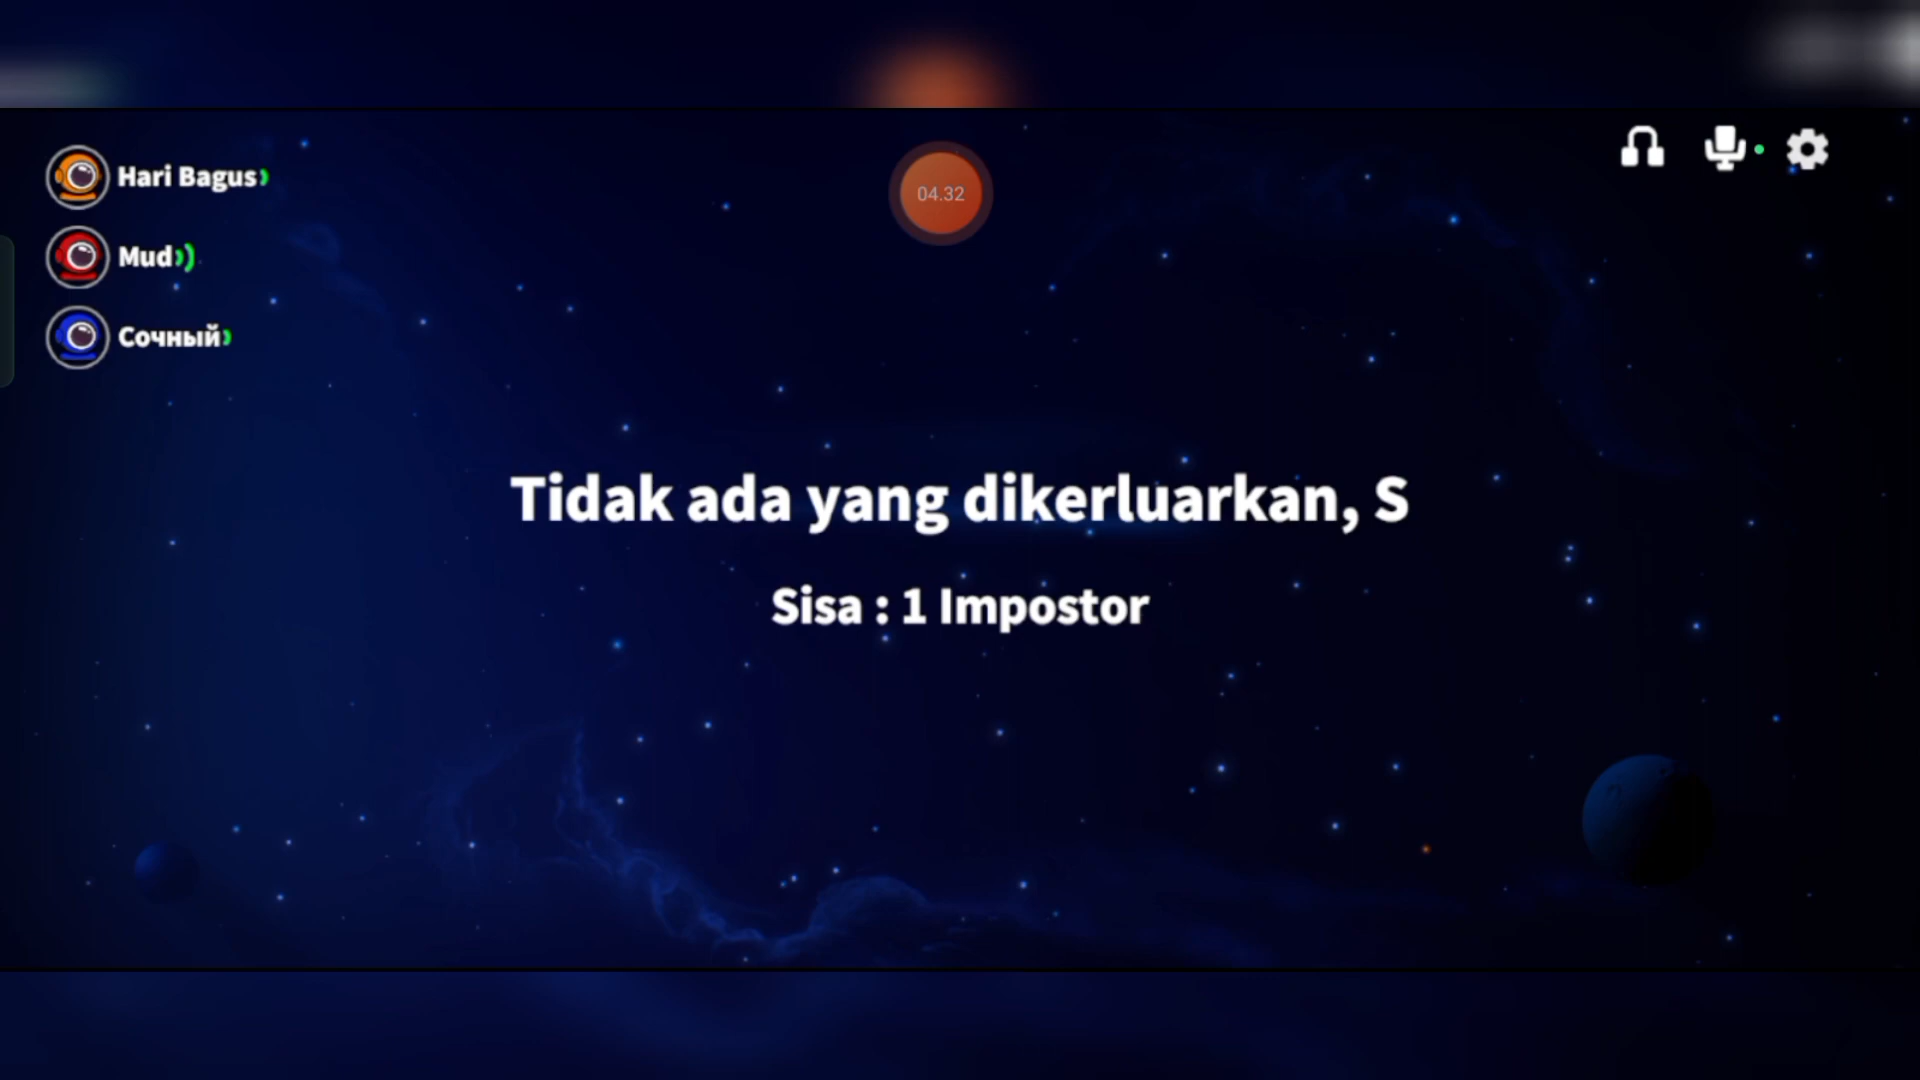 Hari Bagus
Mud
Сочный
04.32
Tidak ada yang dikerluarkan, S
Sisa : 1 Impostor